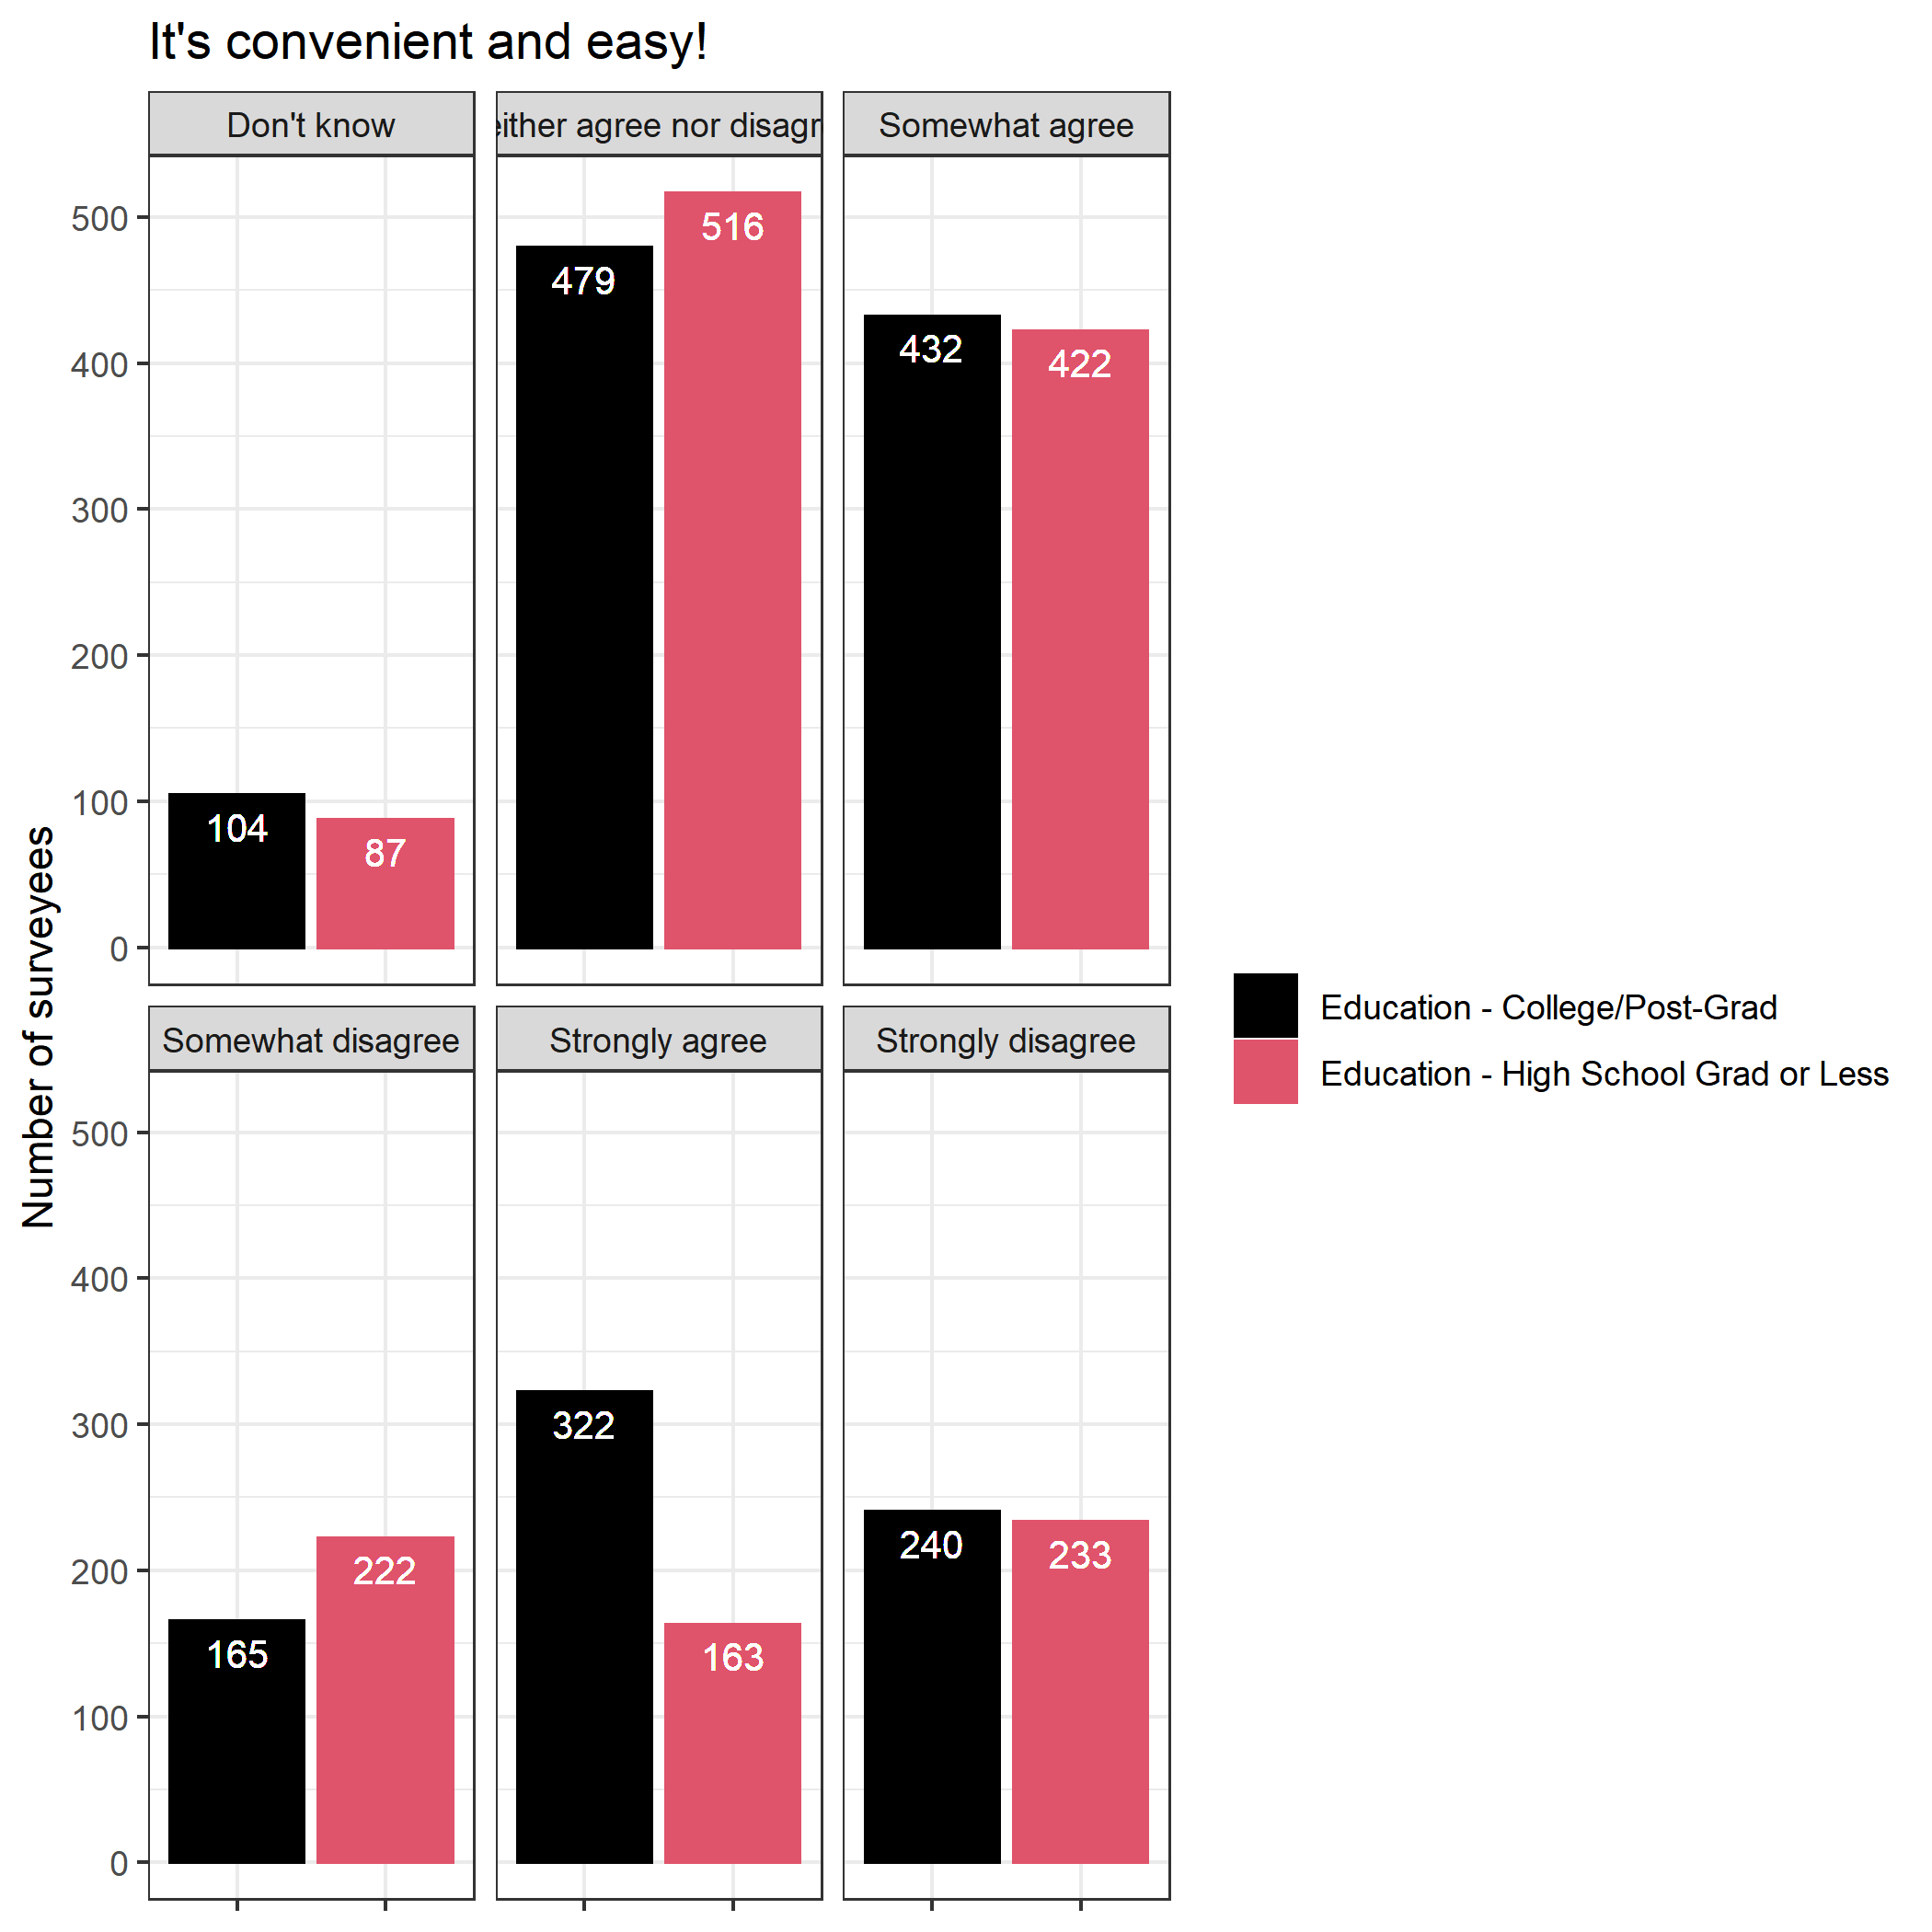 It's convenient and easy!
Don't know
either agree nor disagr
Somewhat agree
500
400
300
200
100
0
104
87
479
516
432
422
Number of surveyees
Somewhat disagree
Strongly agree
Strongly disagree
500
400
300
200
100
0
165
222
322
163
240
233
Education - College/Post-Grad
Education - High School Grad or Less